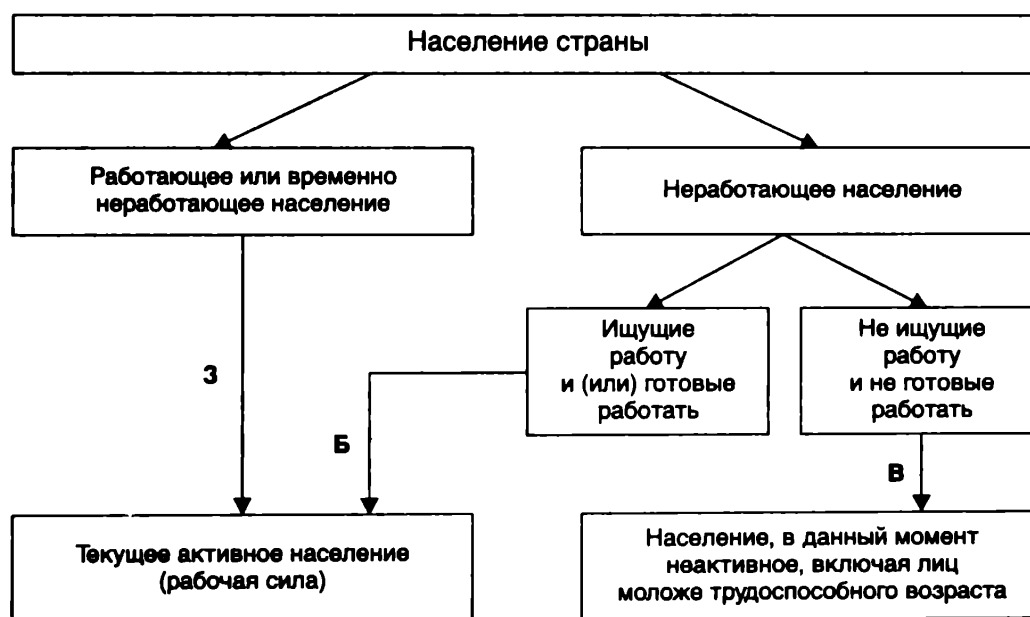 Население страны
Работающее или временно
неработающее население
Неработающее население
Ищущие
работу
и (или) готовые
работать
Не ищущие
работу
и не готовые
работать
З
Б
В
Текущее активное население
(рабочая сила)
Население, в данный момент
неактивное, включая лиц
моложе трудоспособного возраста